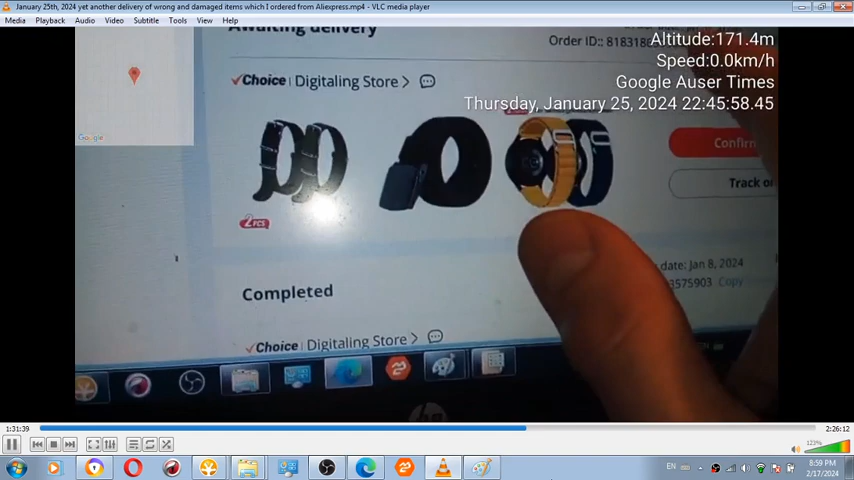 January 25th, 2024 yet another delivery of wrong and damaged items which I ordered from Aliexpress.mp4 - VLC media player
Media Playback Audio Video Subtitle Tools View Help
Awaiting delivery
Order ID:: 818318
Altitude:171.4m
Speed:0.0km/h
Google Auser Times
Thursday, January 25, 2024 22:45:58.45
Choice | Digitaling Store >
Google
Confirm
Track o
2 PCS
date: Jan 8, 2024
Completed
3575903 Copy
Choice | Digitaling Store >
hp
1:31:39
2:26:12
123%
EN
8:59 PM
2/17/2024